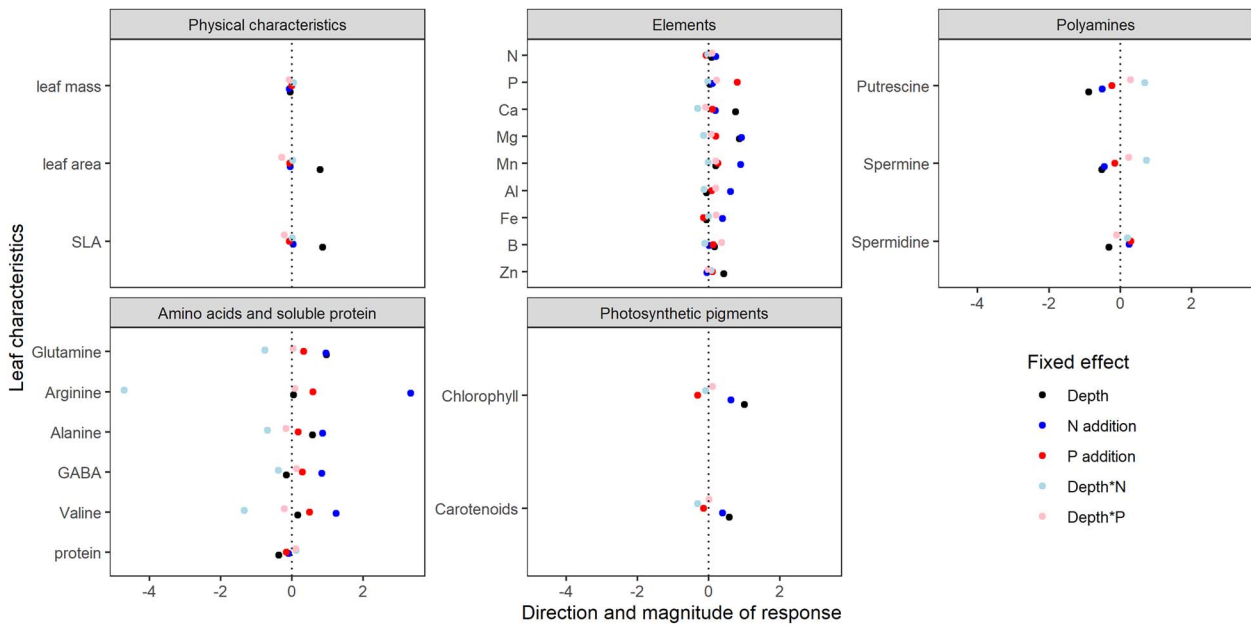 Physical characteristics
Elements
Polyamines
leaf mass
leaf area
SLA
N
P
Ca
Mg
Mn
Al
Fe
B
Zn
Putrescine
Spermine
Spermidine
-4 -2 0 2
Leaf characteristics
Amino acids and soluble protein
Photosynthetic pigments
Glutamine
Arginine
Alanine
GABA
Valine
protein
Chlorophyll
Carotenoids
-4 -2 0 2
-4 -2 0 2
Direction and magnitude of response
Fixed effect
Depth
N addition
P addition
Depth*N
Depth*P